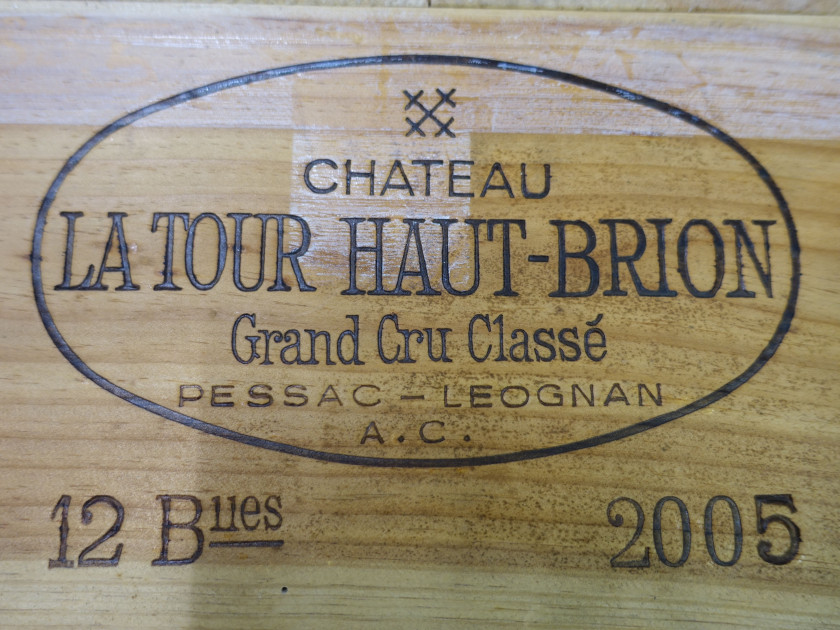 CHATEAU
LA TOUR HAUT-BRION
Grand Cru Classé
PESSAC - LEOGNAN
A.C.
12 Blles 2005